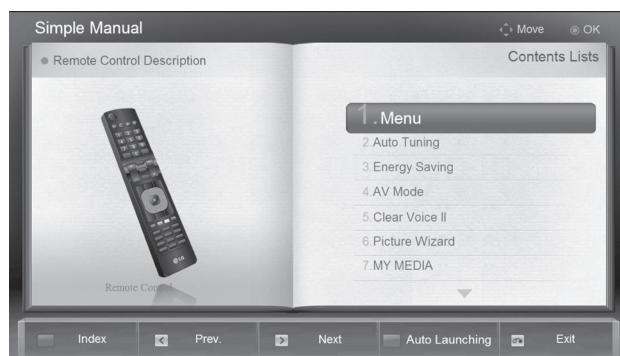 Simple Manual
Move
OK
Remote Control Description
Contents Lists
1. Menu
2.Auto Tuning
3.Energy Saving
4.AV Mode
5.Clear Voice II
6.Picture Wizard
7.MY MEDIA
LG
Remote Control
Index
Prev.
Next
Auto Launching
Exit